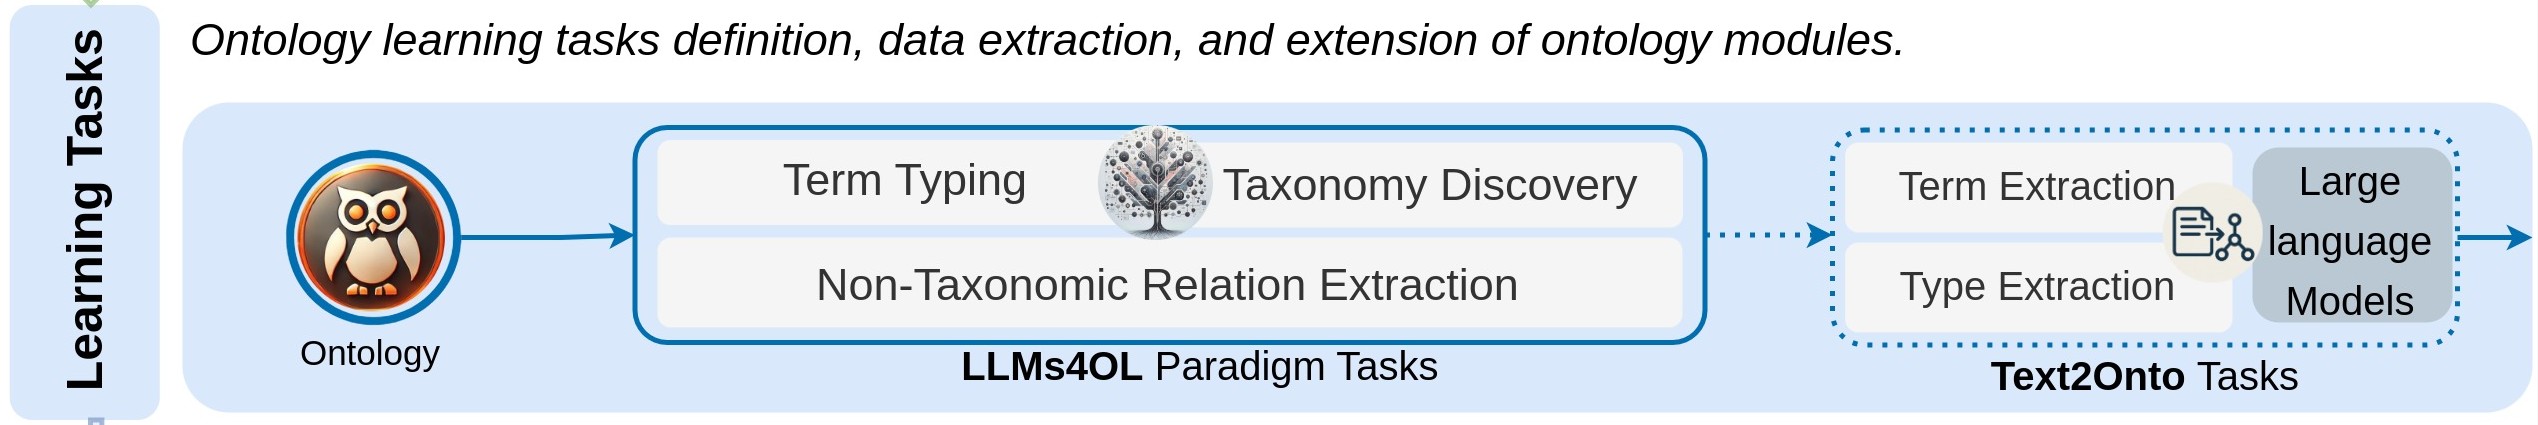 Learning Tasks
Ontology learning tasks definition, data extraction, and extension of ontology modules.
Ontology
Term Typing
Taxonomy Discovery
Non-Taxonomic Relation Extraction
LLMs4OL Paradigm Tasks
Term Extraction
Type Extraction
Large
language
Models
Text2Onto Tasks